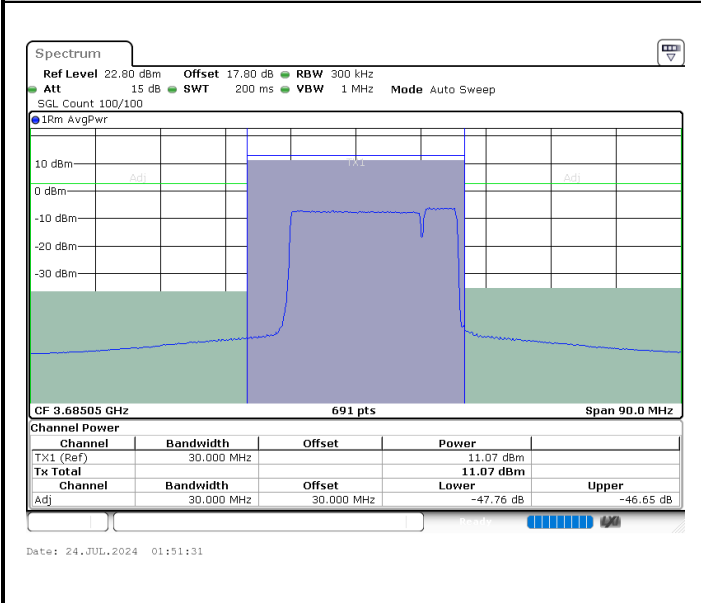 Spectrum
Ref Level 22.80 dBm Offset 17.80 dB RBW 300 kHz
Att 15 dB SWT 200 ms VBW 1 MHz Mode Auto Sweep
SGL Count 100/100
1Rm AvgPwr
10 dBm
TX1
Adj Adj
0 dBm
-10 dBm
-20 dBm
-30 dBm
CF 3.68505 GHz 691 pts Span 90.0 MHz
Channel Power
Channel Bandwidth Offset Power
TX1 (Ref) 30.000 MHz 11.07 dBm
Tx Total 11.07 dBm
Channel Bandwidth Offset Lower Upper
Adj 30.000 MHz 30.000 MHz -47.76 dB -46.65 dB
Ready
Date: 24.JUL.2024 01:51:31